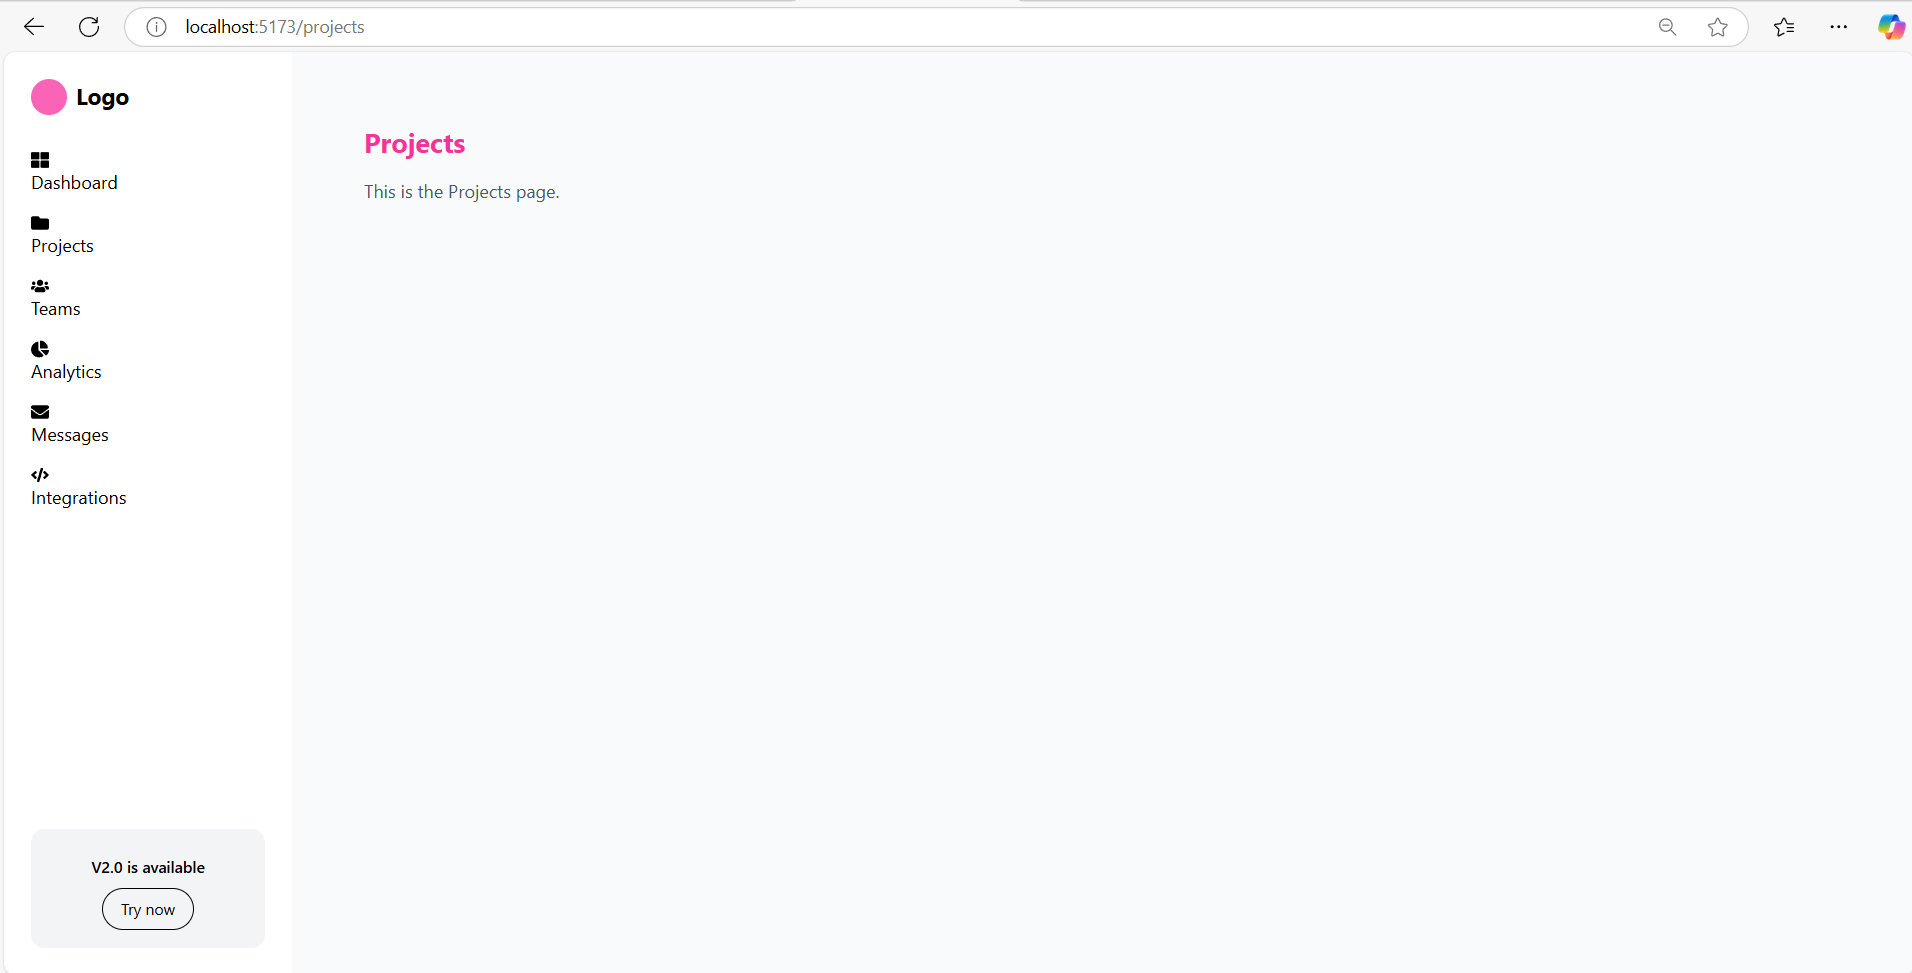 localhost:5173/projects
Logo
Dashboard
Projects
Teams
Analytics
Messages
Integrations
V2.0 is available
Try now
Projects
This is the Projects page.